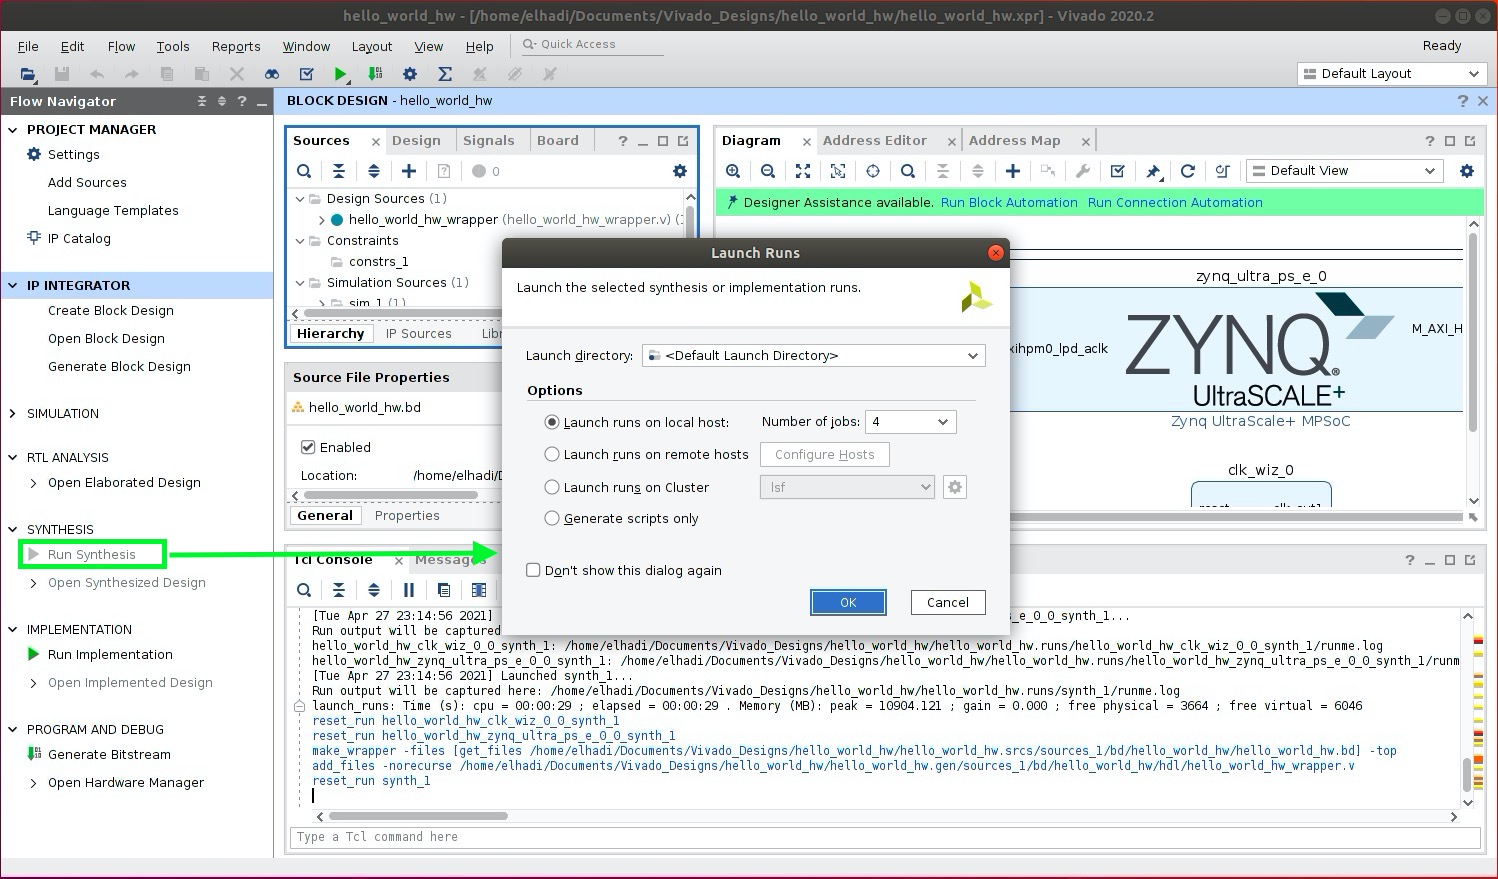 hello_world_hw - [/home/elhadi/Documents/Vivado_Designs/hello_world_hw/hello_world_hw.xpr] - Vivado 2020.2
File Edit Flow Tools Reports Window Layout View Help Quick Access Ready
Default Layout
Flow Navigator
PROJECT MANAGER
Settings
Add Sources
Language Templates
IP Catalog
IP INTEGRATOR
Create Block Design
Open Block Design
Generate Block Design
SIMULATION
RTL ANALYSIS
Open Elaborated Design
SYNTHESIS
Run Synthesis
Open Synthesized Design
IMPLEMENTATION
Run Implementation
Open Implemented Design
PROGRAM AND DEBUG
Generate Bitstream
Open Hardware Manager
BLOCK DESIGN - hello_world_hw
Sources Design Signals Board
0
Design Sources (1)
hello_world_hw_wrapper (hello_world_hw_wrapper.v) (1
Constraints
constrs_1
Simulation Sources (1)
sim_1 (1)
Hierarchy IP Sources Libr
Source File Properties
hello_world_hw.bd
Enabled
Location: /home/elhadi/D
General Properties
Diagram Address Editor Address Map
Default View
Designer Assistance available. Run Block Automation Run Connection Automation
zynq_ultra_ps_e_0
M_AXI_H
xihpm0_lpd_aclk
ZYNQ
UltraSCALE+
Zynq UltraScale+ MPSoC
clk_wiz_0
reset clk_out1
Launch Runs
Launch the selected synthesis or implementation runs.
Launch directory: <Default Launch Directory>
Options
Launch runs on local host: Number of jobs: 4
Launch runs on remote hosts Configure Hosts
Launch runs on Cluster lsf
Generate scripts only
Don't show this dialog again
OK Cancel
Tcl Console Messages
[Tue Apr 27 23:14:56 2021] s_e_0_0_synth_1...
Run output will be captured
hello_world_hw_clk_wiz_0_0_synth_1: /home/elhadi/Documents/Vivado_Designs/hello_world_hw/hello_world_hw.runs/hello_world_hw_clk_wiz_0_0_synth_1/runme.log
hello_world_hw_zynq_ultra_ps_e_0_0_synth_1: /home/elhadi/Documents/Vivado_Designs/hello_world_hw/hello_world_hw.runs/hello_world_hw_zynq_ultra_ps_e_0_0_synth_1/runm
[Tue Apr 27 23:14:56 2021] Launched synth_1...
Run output will be captured here: /home/elhadi/Documents/Vivado_Designs/hello_world_hw/hello_world_hw.runs/synth_1/runme.log
launch_runs: Time (s): cpu = 00:00:29 ; elapsed = 00:00:29 . Memory (MB): peak = 10904.121 ; gain = 0.000 ; free physical = 3664 ; free virtual = 6046
reset_run hello_world_hw_clk_wiz_0_0_synth_1
reset_run hello_world_hw_zynq_ultra_ps_e_0_0_synth_1
make_wrapper -files [get_files /home/elhadi/Documents/Vivado_Designs/hello_world_hw/hello_world_hw.srcs/sources_1/bd/hello_world_hw/hello_world_hw.bd] -top
add_files -norecurse /home/elhadi/Documents/Vivado_Designs/hello_world_hw/hello_world_hw.gen/sources_1/bd/hello_world_hw/hdl/hello_world_hw_wrapper.v
reset_run synth_1
Type a Tcl command here